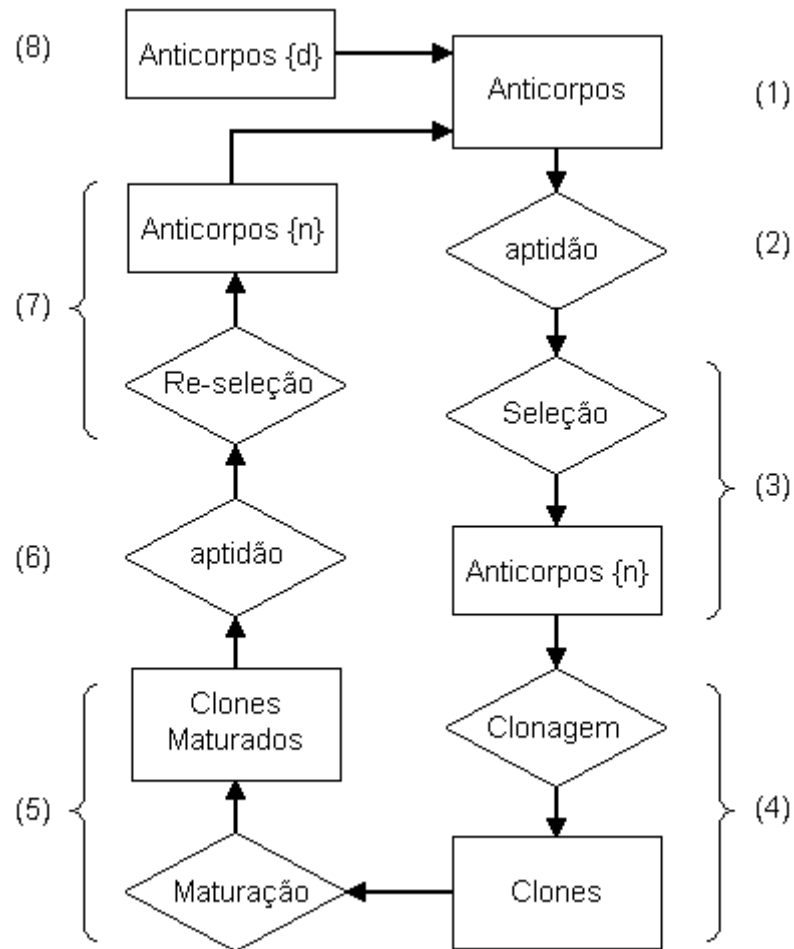 (8)
Anticorpos {d}
Anticorpos
(1)
Anticorpos {n}
aptidão
(2)
(7)
Re-seleção
Seleção
(3)
(6)
aptidão
Anticorpos {n}
Clones
Maturados
Clonagem
(5)
(4)
Maturação
Clones